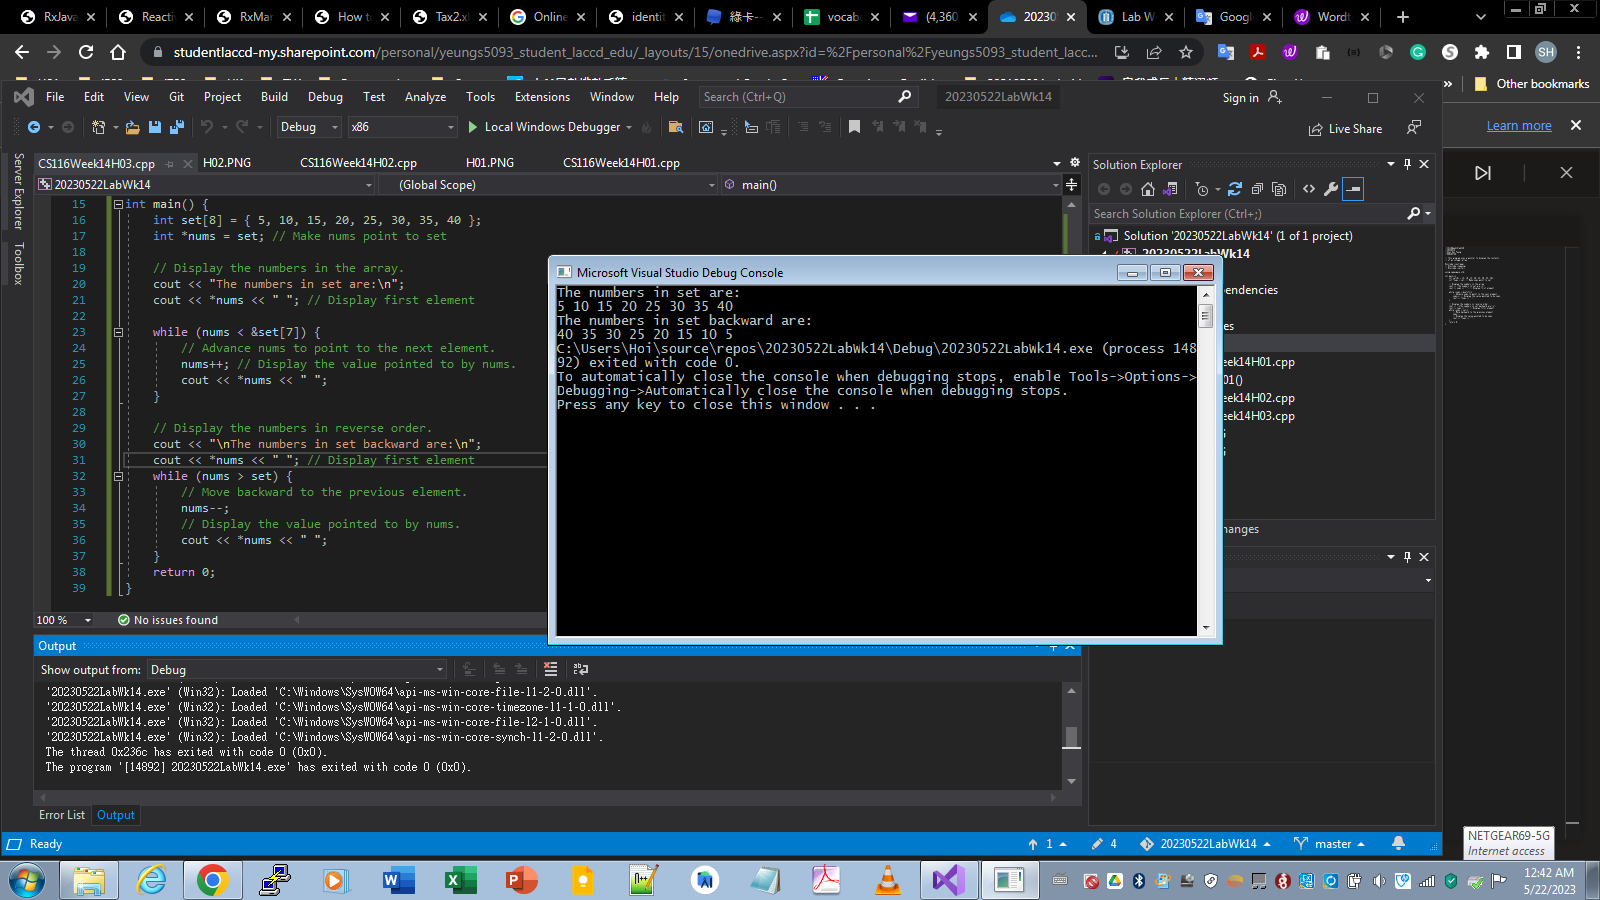 RxJava
Reactiv
RxMar
How to
Tax2.xl
Online
identit
綠卡--
vocabu
(4,360
20230
Lab W
Googl
Wordt
studentlaccd-my.sharepoint.com/personal/yeungs5093_student_laccd_edu/_layouts/15/onedrive.aspx?id=%2Fpersonal%2Fyeungs5093_student_lacc...
SH
Other bookmarks
File Edit View Git Project Build Debug Test Analyze Tools Extensions Window Help
Search (Ctrl+Q)
20230522LabWk14
Sign in
Learn more
Debug
x86
Local Windows Debugger
Live Share
Server Explorer
Toolbox
CS116Week14H03.cpp
H02.PNG
CS116Week14H02.cpp
H01.PNG
CS116Week14H01.cpp
20230522LabWk14
(Global Scope)
main()
15 int main() {
16 int set[8] = { 5, 10, 15, 20, 25, 30, 35, 40 };
17 int *nums = set; // Make nums point to set
18
19 // Display the numbers in the array.
20 cout << "The numbers in set are:\n";
21 cout << *nums << " "; // Display first element
22
23 while (nums < &set[7]) {
24 // Advance nums to point to the next element.
25 nums++; // Display the value pointed to by nums.
26 cout << *nums << " ";
27 }
28
29 // Display the numbers in reverse order.
30 cout << "\nThe numbers in set backward are:\n";
31 cout << *nums << " "; // Display first element
32 while (nums > set) {
33 // Move backward to the previous element.
34 nums--;
35 // Display the value pointed to by nums.
36 cout << *nums << " ";
37 }
38 return 0;
39 }
100 %
No issues found
Microsoft Visual Studio Debug Console
The numbers in set are:
5 10 15 20 25 30 35 40
The numbers in set backward are:
40 35 30 25 20 15 10 5
C:\Users\Hoi\source\repos\20230522LabWk14\Debug\20230522LabWk14.exe (process 148
92) exited with code 0.
To automatically close the console when debugging stops, enable Tools->Options->
Debugging->Automatically close the console when debugging stops.
Press any key to close this window . . .
Solution Explorer
Search Solution Explorer (Ctrl+;)
Solution '20230522LabWk14' (1 of 1 project)
20230522LabWk14
pendencies
es
eek14H01.cpp
01()
eek14H02.cpp
eek14H03.cpp
hanges
Output
Show output from: Debug
'20230522LabWk14.exe' (Win32): Loaded 'C:\Windows\SysWOW64\api-ms-win-core-file-l1-2-0.dll'.
'20230522LabWk14.exe' (Win32): Loaded 'C:\Windows\SysWOW64\api-ms-win-core-timezone-l1-1-0.dll'.
'20230522LabWk14.exe' (Win32): Loaded 'C:\Windows\SysWOW64\api-ms-win-core-file-l2-1-0.dll'.
'20230522LabWk14.exe' (Win32): Loaded 'C:\Windows\SysWOW64\api-ms-win-core-synch-l1-2-0.dll'.
The thread 0x236c has exited with code 0 (0x0).
The program '[14892] 20230522LabWk14.exe' has exited with code 0 (0x0).
Error List
Output
Ready
1
4
20230522LabWk14
master
NETGEAR69-5G
Internet access
12:42 AM
5/22/2023